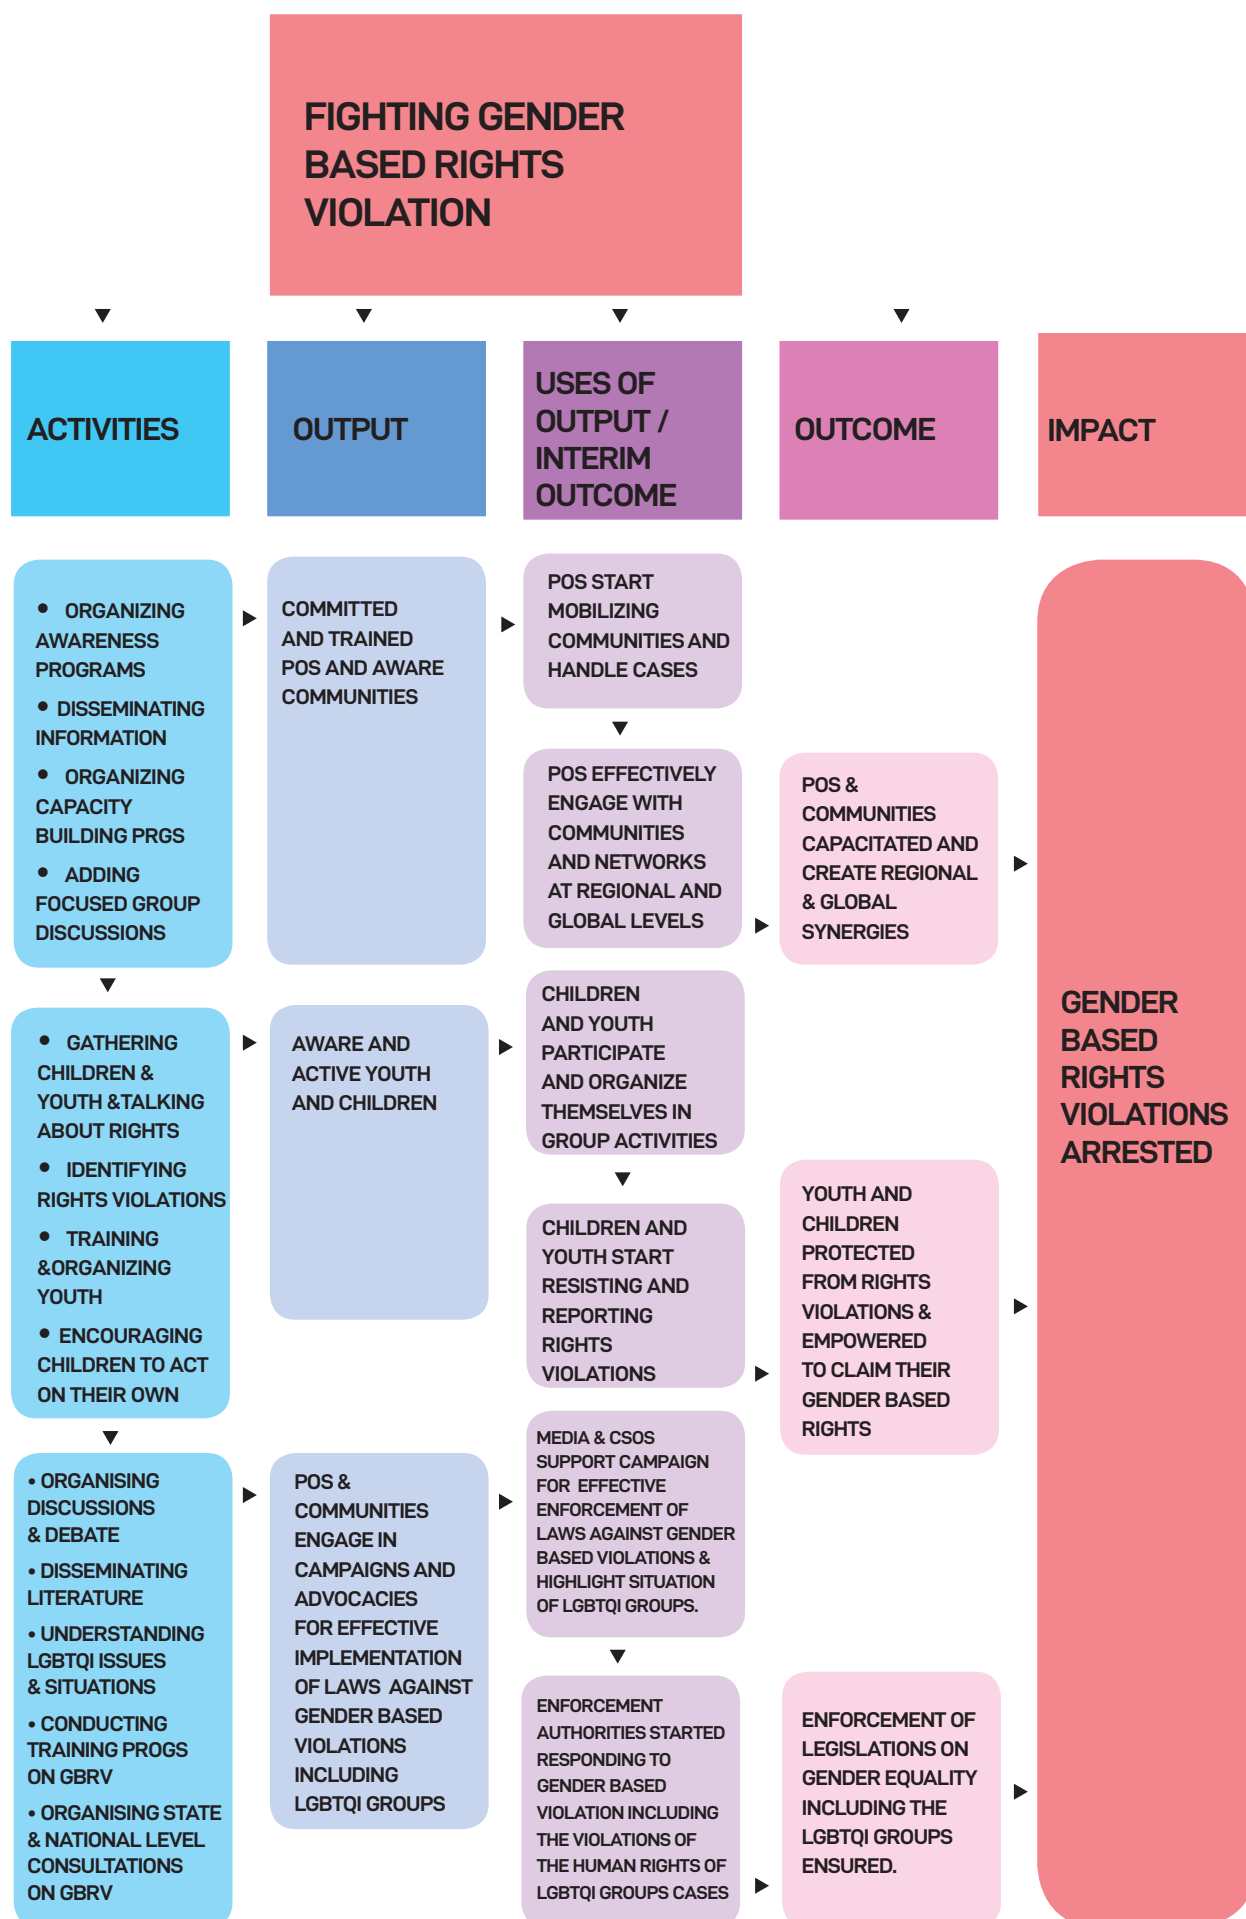 FIGHTING GENDER
BASED RIGHTS
VIOLATION
ACTIVITIES
OUTPUT
USES OF
OUTPUT /
INTERIM
OUTCOME
OUTCOME
IMPACT
• ORGANIZING
AWARENESS
PROGRAMS
• DISSEMINATING
INFORMATION
• ORGANIZING
CAPACITY
BUILDING PRGS
• ADDING
FOCUSED GROUP
DISCUSSIONS
COMMITTED
AND TRAINED
POS AND AWARE
COMMUNITIES
POS START
MOBILIZING
COMMUNITIES AND
HANDLE CASES
POS EFFECTIVELY
ENGAGE WITH
COMMUNITIES
AND NETWORKS
AT REGIONAL AND
GLOBAL LEVELS
POS &
COMMUNITIES
CAPACITATED AND
CREATE REGIONAL
& GLOBAL
SYNERGIES
• GATHERING
CHILDREN &
YOUTH &TALKING
ABOUT RIGHTS
• IDENTIFYING
RIGHTS VIOLATIONS
• TRAINING
&ORGANIZING
YOUTH
• ENCOURAGING
CHILDREN TO ACT
ON THEIR OWN
AWARE AND
ACTIVE YOUTH
AND CHILDREN
CHILDREN
AND YOUTH
PARTICIPATE
AND ORGANIZE
THEMSELVES IN
GROUP ACTIVITIES
CHILDREN AND
YOUTH START
RESISTING AND
REPORTING
RIGHTS
VIOLATIONS
YOUTH AND
CHILDREN
PROTECTED
FROM RIGHTS
VIOLATIONS &
EMPOWERED
TO CLAIM THEIR
GENDER BASED
RIGHTS
• ORGANISING
DISCUSSIONS
& DEBATE
• DISSEMINATING
LITERATURE
• UNDERSTANDING
LGBTQI ISSUES
& SITUATIONS
• CONDUCTING
TRAINING PROGS
ON GBRV
• ORGANISING STATE
& NATIONAL LEVEL
CONSULTATIONS
ON GBRV
POS &
COMMUNITIES
ENGAGE IN
CAMPAIGNS AND
ADVOCACIES
FOR EFFECTIVE
IMPLEMENTATION
OF LAWS AGAINST
GENDER BASED
VIOLATIONS
INCLUDING
LGBTQI GROUPS
MEDIA & CSOS
SUPPORT CAMPAIGN
FOR EFFECTIVE
ENFORCEMENT OF
LAWS AGAINST GENDER
BASED VIOLATIONS &
HIGHLIGHT SITUATION
OF LGBTQI GROUPS.
ENFORCEMENT
AUTHORITIES STARTED
RESPONDING TO
GENDER BASED
VIOLATION INCLUDING
THE VIOLATIONS OF
THE HUMAN RIGHTS OF
LGBTQI GROUPS CASES
ENFORCEMENT OF
LEGISLATIONS ON
GENDER EQUALITY
INCLUDING THE
LGBTQI GROUPS
ENSURED.
GENDER
BASED
RIGHTS
VIOLATIONS
ARRESTED